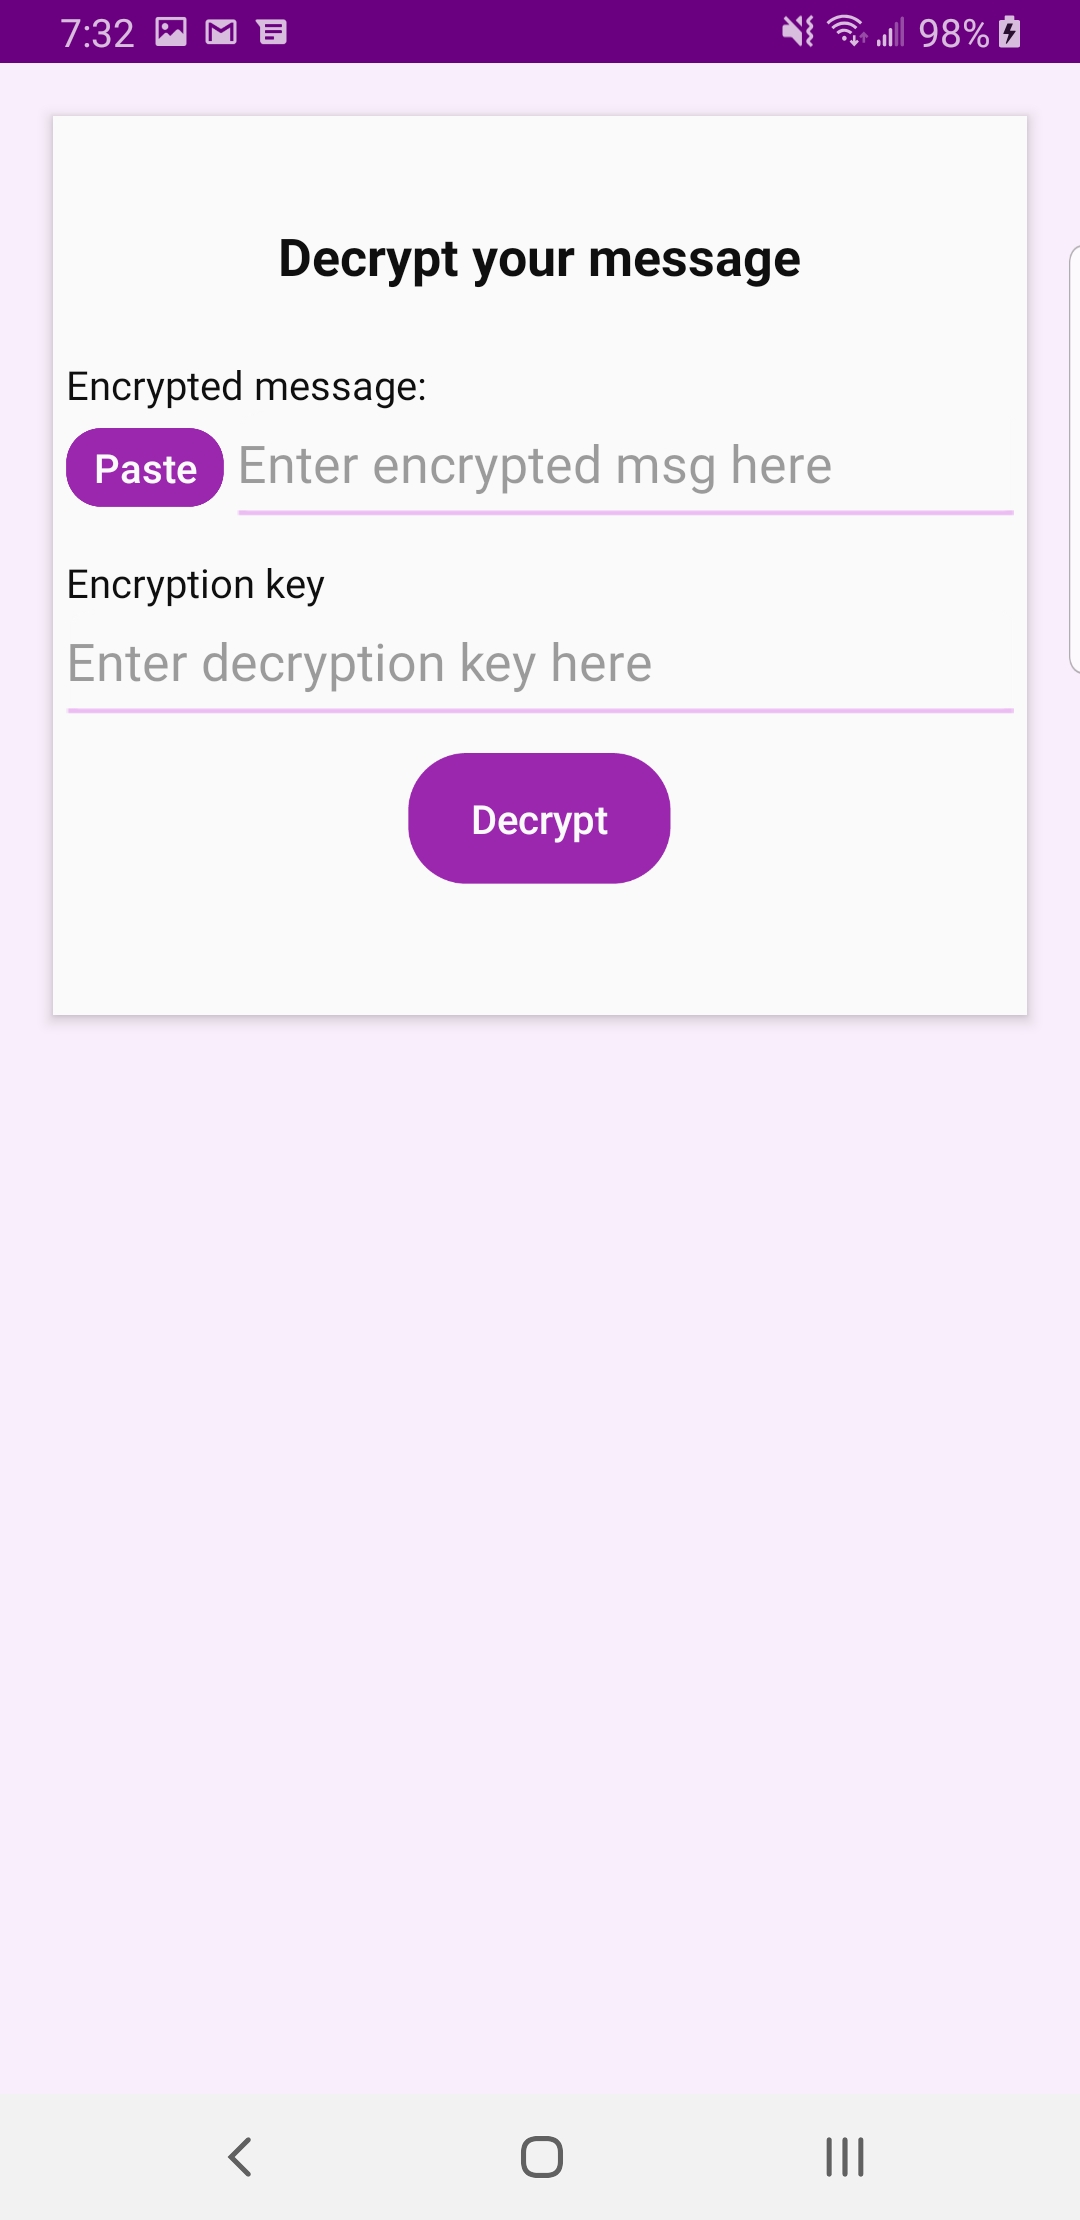 7:32 98%
Decrypt your message
Encrypted message:
Paste Enter encrypted msg here
Encryption key
Enter decryption key here
Decrypt